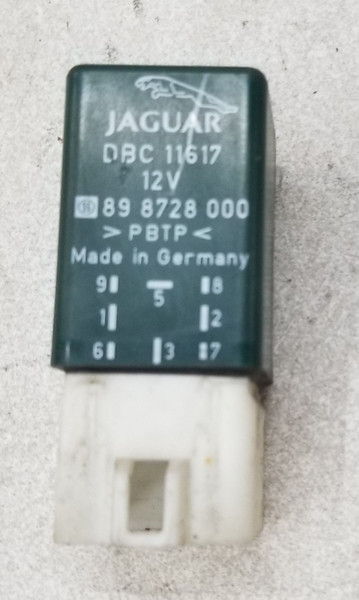 JAGUAR
DBC 11617
12V
89 8728 000
> PBTP <
Made in Germany
9 5 8
1 2
6 3 7